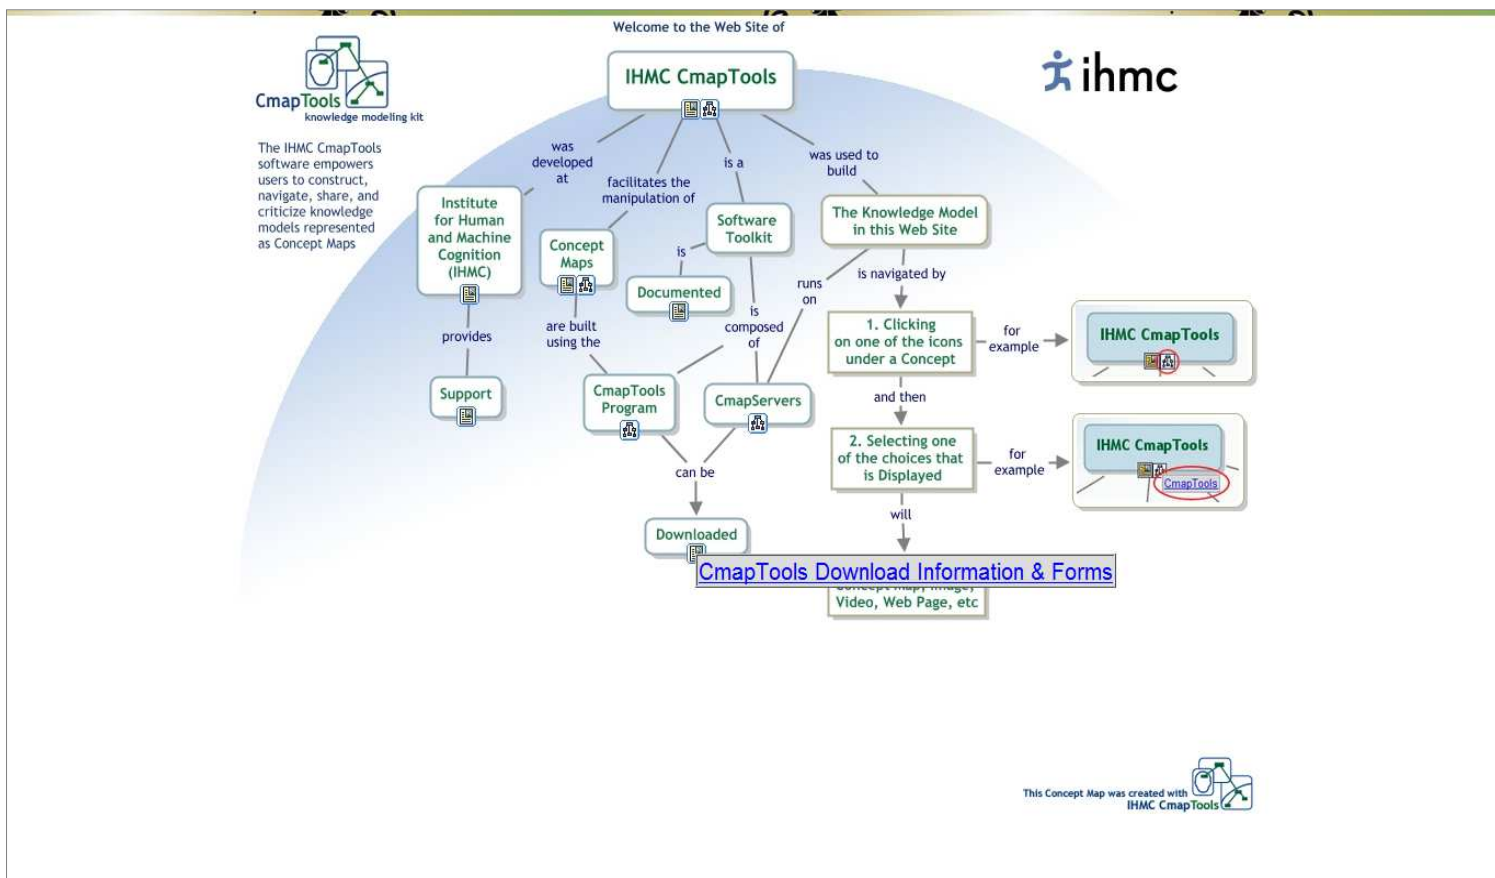 Welcome to the Web Site of
IHMC CmapTools
CmapTools
knowledge modeling kit
ihmc
The IHMC CmapTools
software empowers
users to construct,
navigate, share, and
criticize knowledge
models represented
as Concept Maps
was
developed
at
facilitates the
manipulation of
is a
was used to
build
Institute
for Human
and Machine
Cognition
(IHMC)
Concept
Maps
Software
Toolkit
The Knowledge Model
in this Web Site
is
Documented
runs
on
is navigated by
provides
are built
using the
is
composed
of
1. Clicking
on one of the icons
under a Concept
for
example
IHMC CmapTools
Support
CmapTools
Program
CmapServers
and then
2. Selecting one
of the choices that
is Displayed
for
example
IHMC CmapTools
CmapTools
can be
will
Downloaded
CmapTools Download Information & Forms
Concept Map, Image,
Video, Web Page, etc
This Concept Map was created with
IHMC CmapTools